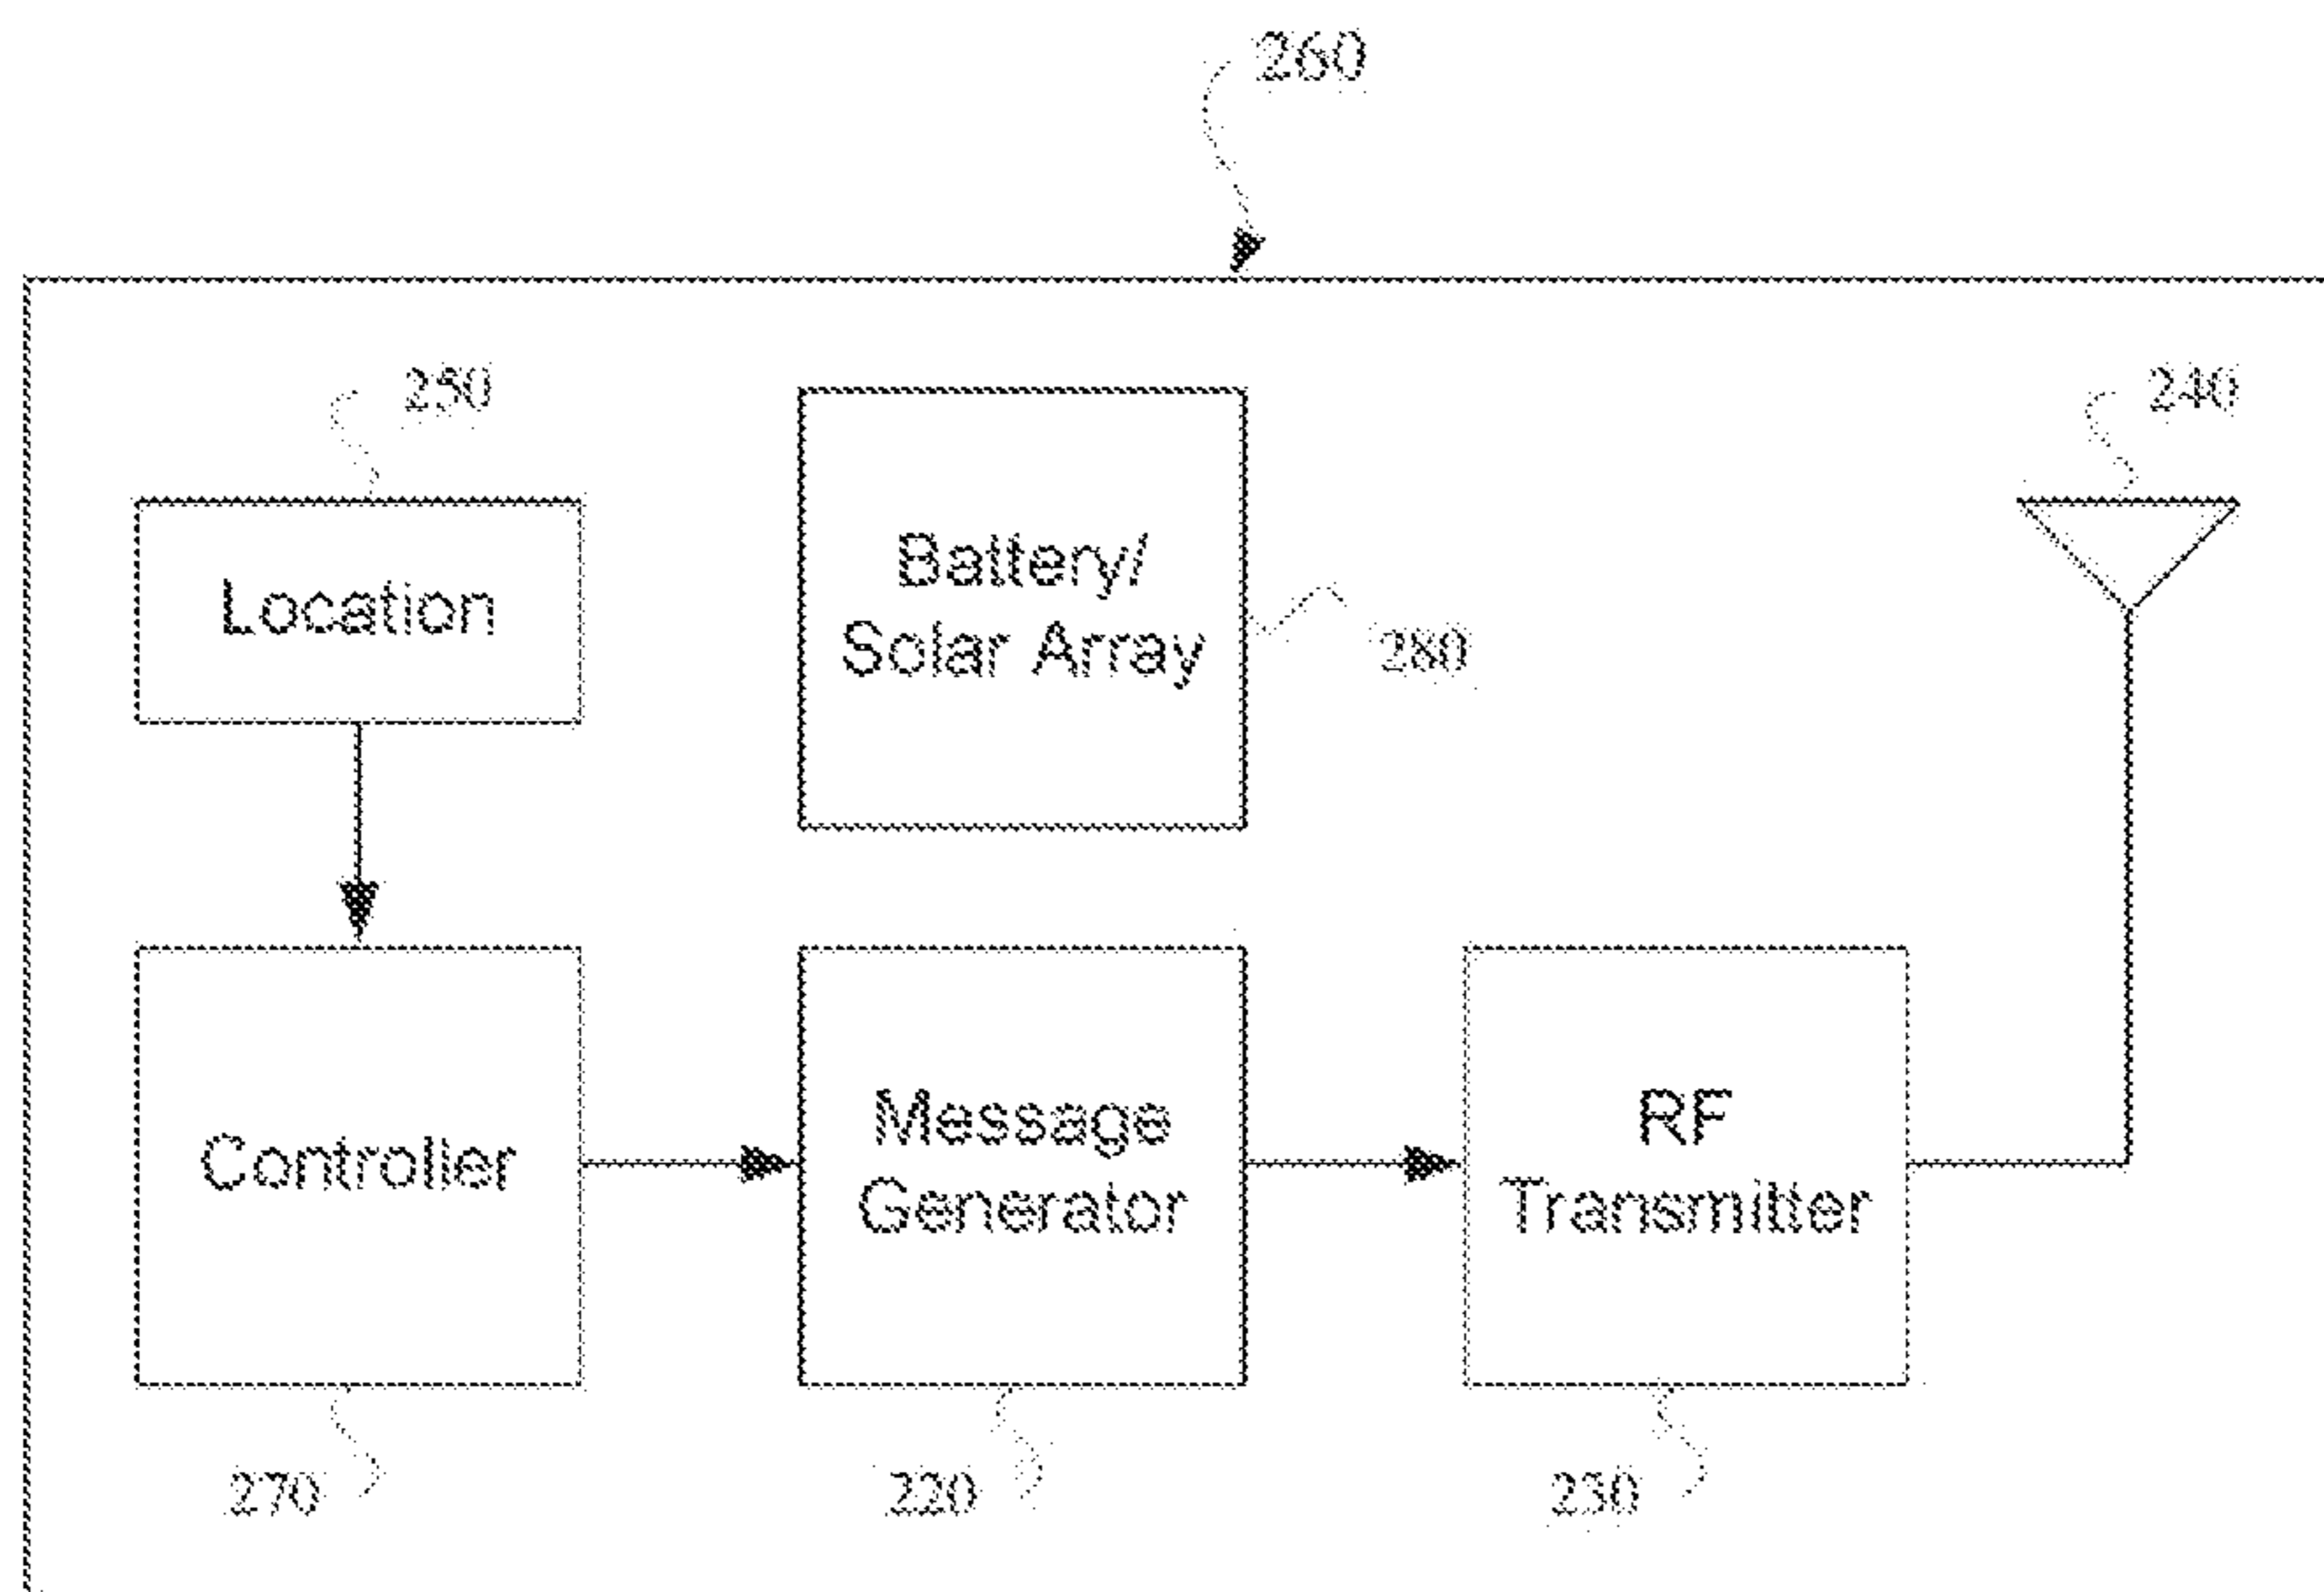 260
250
240
Location
Battery/
Solar Array
280
Controller
Message
Generator
RF
Transmitter
270
220
230